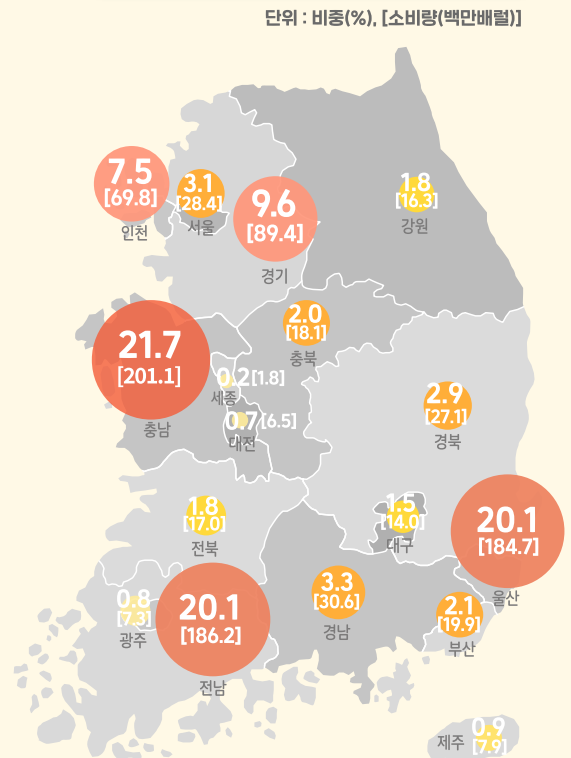 단위 : 비중(%), [소비량(백만배럴)]
7.5
[69.8]
인천
3.1
[28.4]
서울
9.6
[89.4]
경기
1.8
[16.3]
강원
21.7
[201.1]
충남
2.0
[18.1]
충북
0.2[1.8]
세종
0.7[6.5]
대전
2.9
[27.1]
경북
1.8
[17.0]
전북
1.5
[14.0]
대구
20.1
[184.7]
울산
0.8
[7.3]
광주
20.1
[186.2]
전남
3.3
[30.6]
경남
2.1
[19.9]
부산
0.9
[7.9]
제주